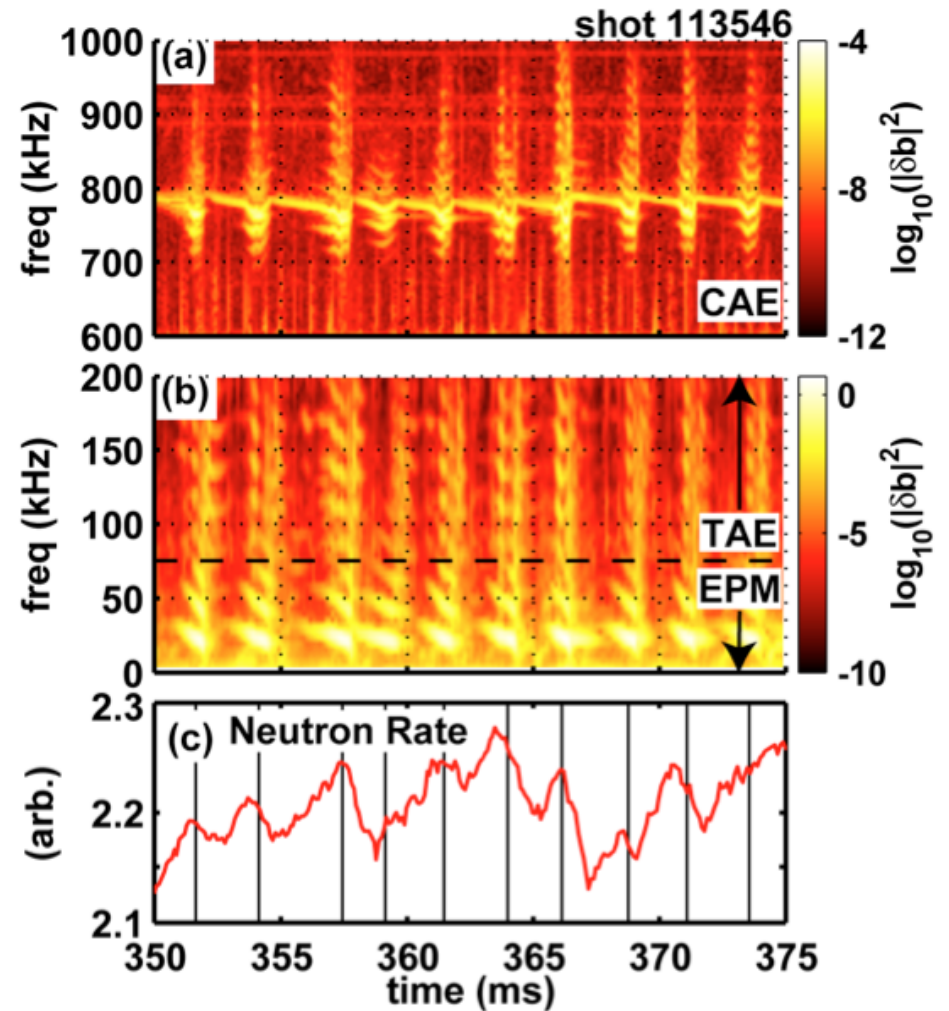 shot 113546
(a)
1000
900
800
700
600
freq (kHz)
CAE
-4
-8
-12
log10(|δb|²)
(b)
200
150
100
50
0
freq (kHz)
TAE
EPM
0
-5
-10
log10(|δb|²)
(c) Neutron Rate
2.3
2.2
2.1
(arb.)
350 355 360 365 370 375
time (ms)